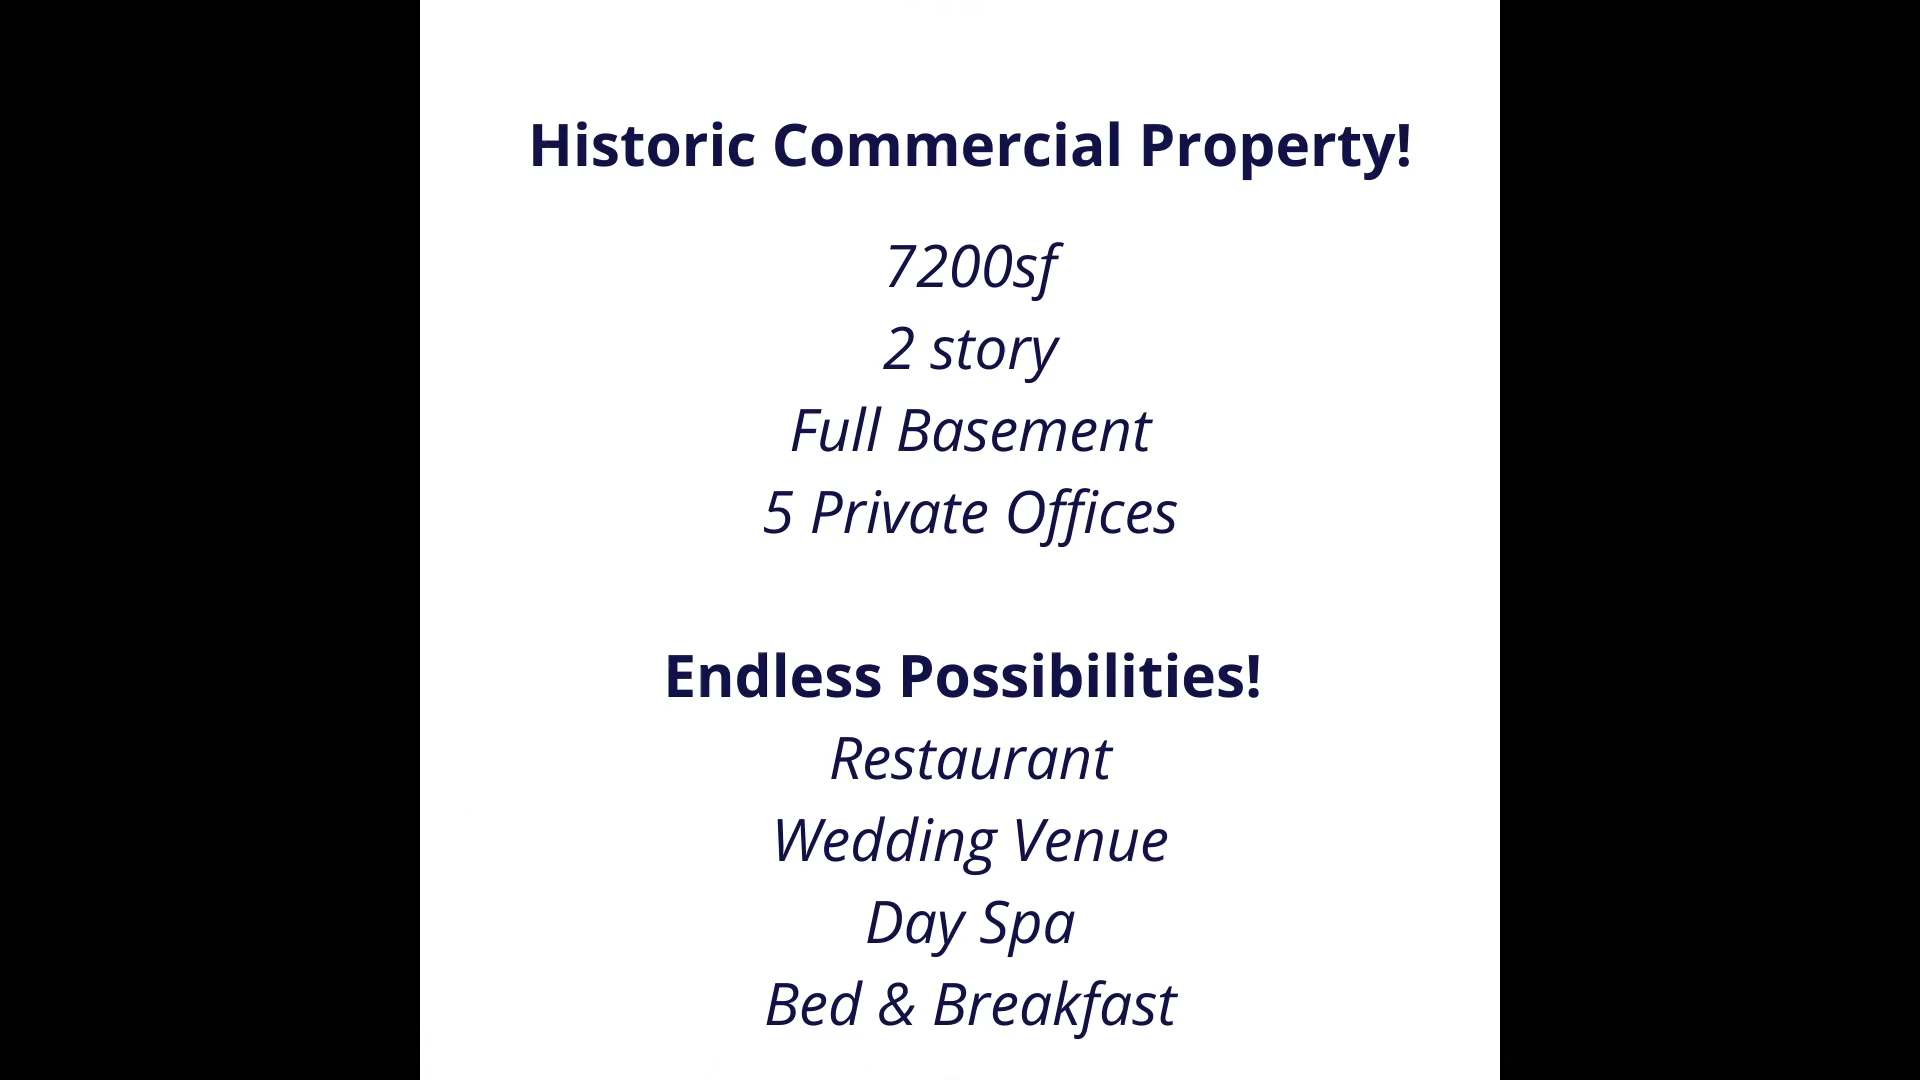 Historic Commercial Property!
7200sf
2 story
Full Basement
5 Private Offices
Endless Possibilities!
Restaurant
Wedding Venue
Day Spa
Bed & Breakfast